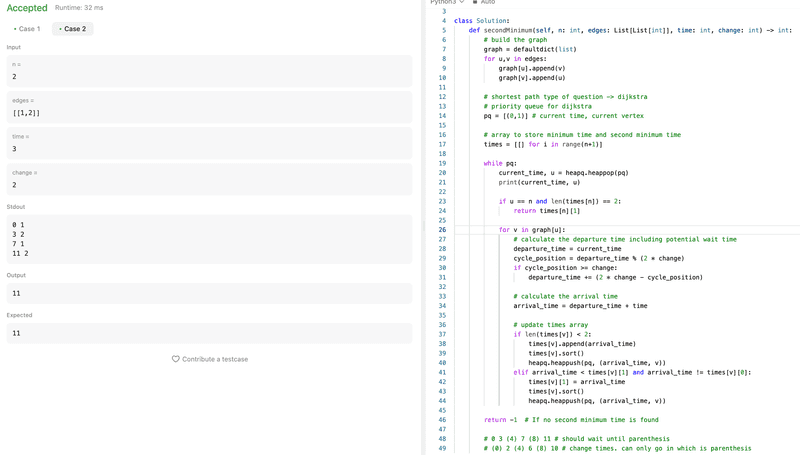 Accepted Runtime: 32 ms
• Case 1 • Case 2
Input
n =
2
edges =
[[1,2]]
time =
3
change =
2
Stdout
0 1
3 2
7 1
11 2
Output
11
Expected
11
Contribute a testcase
Python3 Auto
3
4 class Solution:
5     def secondMinimum(self, n: int, edges: List[List[int]], time: int, change: int) -> int:
6         # build the graph
7         graph = defaultdict(list)
8         for u,v in edges:
9             graph[u].append(v)
10             graph[v].append(u)
11
12         # shortest path type of question -> dijkstra
13         # priority queue for dijkstra
14         pq = [(0,1)] # current time, current vertex
15
16         # array to store minimum time and second minimum time
17         times = [[] for i in range(n+1)]
18
19         while pq:
20             current_time, u = heapq.heappop(pq)
21             print(current_time, u)
22
23             if u == n and len(times[n]) == 2:
24                 return times[n][1]
25
26             for v in graph[u]:
27                 # calculate the departure time including potential wait time
28                 departure_time = current_time
29                 cycle_position = departure_time % (2 * change)
30                 if cycle_position >= change:
31                     departure_time += (2 * change - cycle_position)
32
33                 # calculate the arrival time
34                 arrival_time = departure_time + time
35
36                 # update times array
37                 if len(times[v]) < 2:
38                     times[v].append(arrival_time)
39                     times[v].sort()
40                     heapq.heappush(pq, (arrival_time, v))
41                 elif arrival_time < times[v][1] and arrival_time != times[v][0]:
42                     times[v][1] = arrival_time
43                     times[v].sort()
44                     heapq.heappush(pq, (arrival_time, v))
45
46         return -1  # If no second minimum time is found
47
48         # 0 3 (4) 7 (8) 11 # should wait until parenthesis
49         # (0) 2 (4) 6 (8) 10 # change times. can only go in which is parenthesis